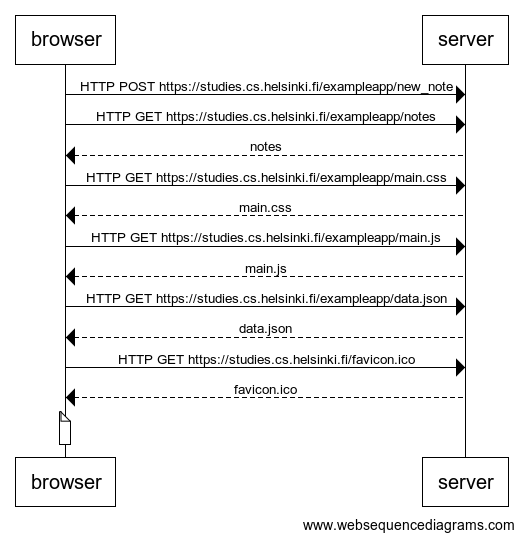 browser server
HTTP POST https://studies.cs.helsinki.fi/exampleapp/new_note
HTTP GET https://studies.cs.helsinki.fi/exampleapp/notes
notes
HTTP GET https://studies.cs.helsinki.fi/exampleapp/main.css
main.css
HTTP GET https://studies.cs.helsinki.fi/exampleapp/main.js
main.js
HTTP GET https://studies.cs.helsinki.fi/exampleapp/data.json
data.json
HTTP GET https://studies.cs.helsinki.fi/favicon.ico
favicon.ico
browser server
www.websequencediagrams.com